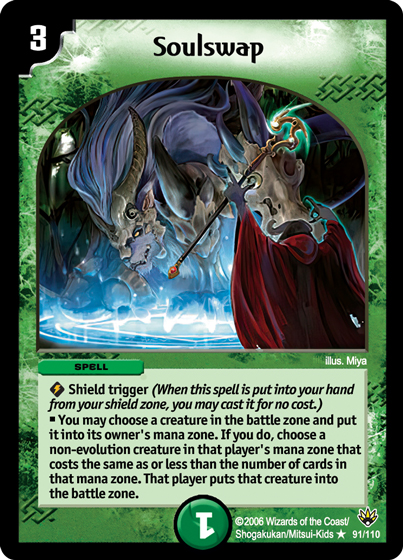 3
Soulswap
illus. Miya
SPELL
Shield trigger (When this spell is put into your hand
from your shield zone, you may cast it for no cost.)
▪ You may choose a creature in the battle zone and put
it into its owner's mana zone. If you do, choose a
non-evolution creature in that player's mana zone that
costs the same as or less than the number of cards in
that mana zone. That player puts that creature into
the battle zone.
1
©2006 Wizards of the Coast/
Shogakukan/Mitsui-Kids ★ 91/110